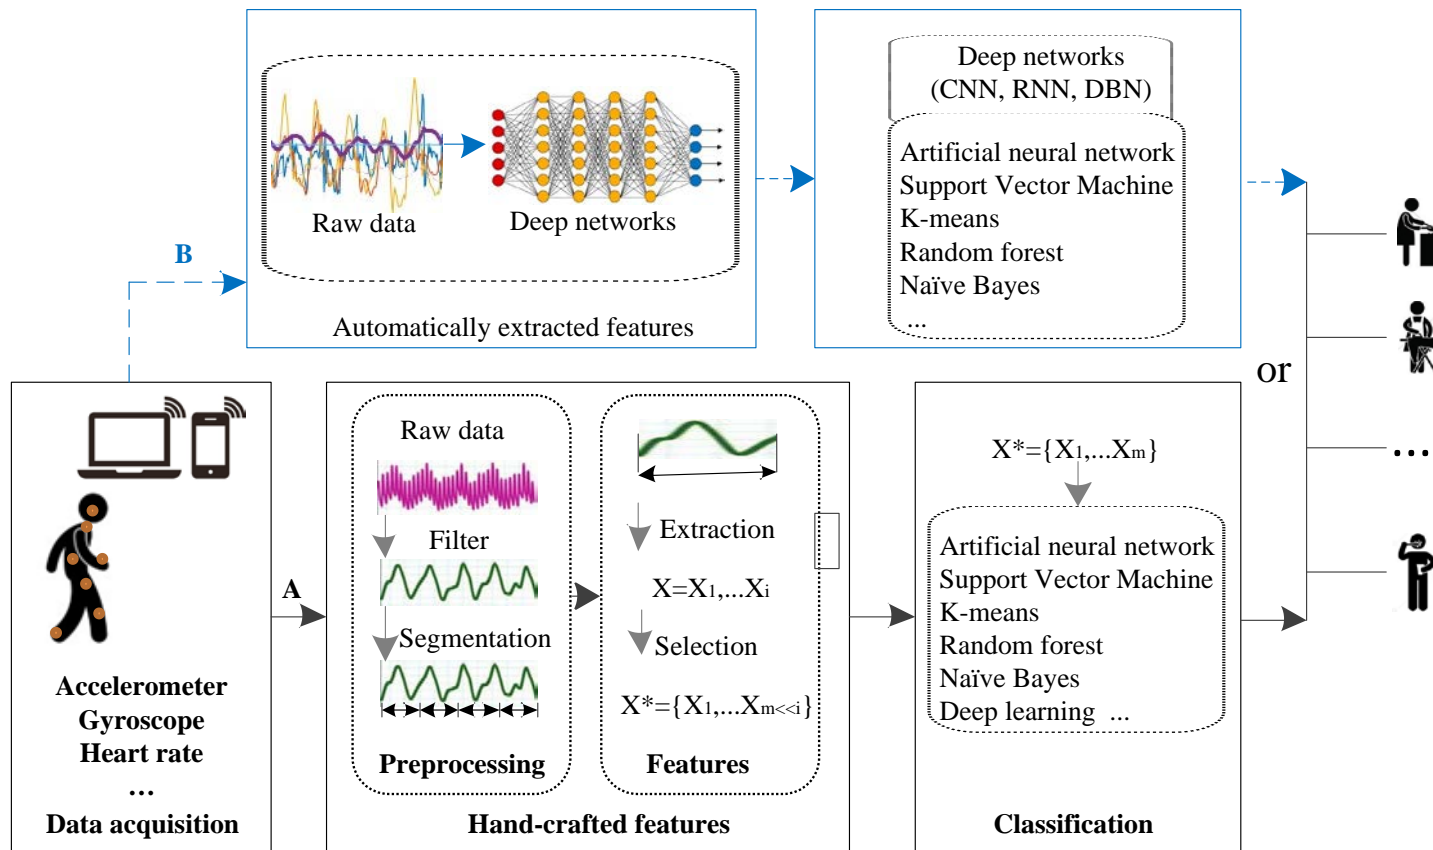 Deep networks
(CNN, RNN, DBN)
Artificial neural network
Support Vector Machine
K-means
Random forest
Naïve Bayes
...
Raw data
Deep networks
Automatically extracted features
B
or
...
A
Accelerometer
Gyroscope
Heart rate
...
Data acquisition
Raw data
Filter
Segmentation
Preprocessing
Extraction
X=X1,...Xi
Selection
X*={X1,...Xm<<i}
Features
Hand-crafted features
X*={X1,...Xm}
Artificial neural network
Support Vector Machine
K-means
Random forest
Naïve Bayes
Deep learning ...
Classification